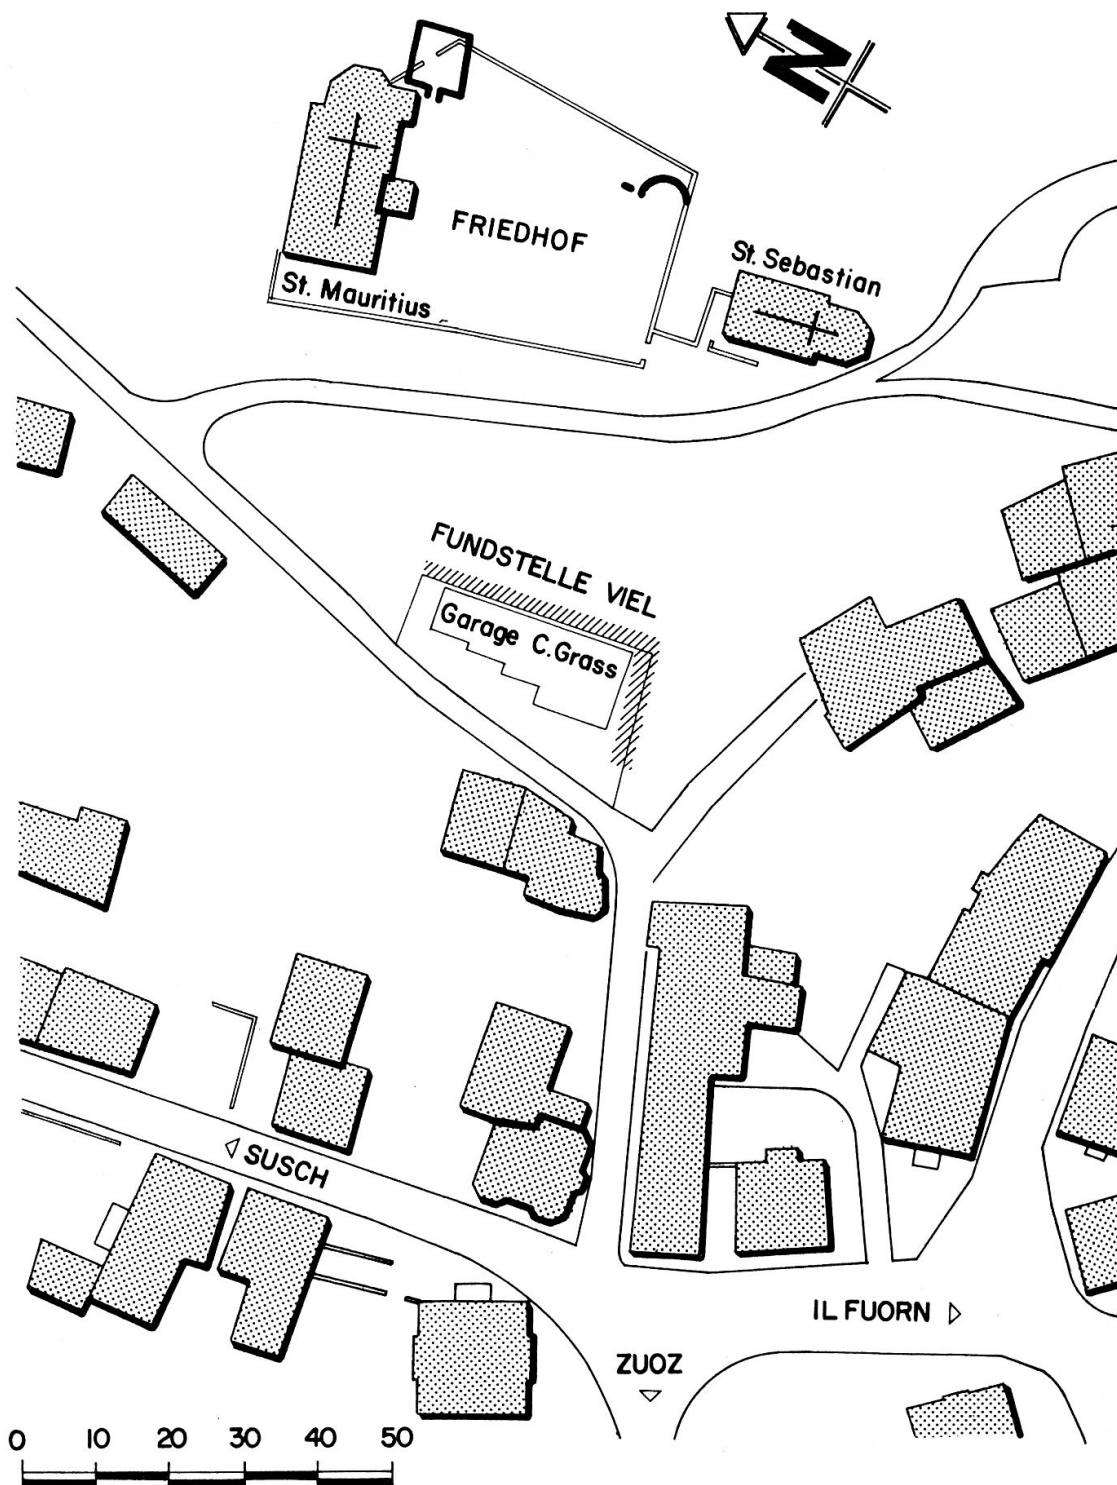 N
FRIEDHOF
St. Sebastian
St. Mauritius
FUNDSTELLE VIEL
Garage C.Grass
SUSCH
IL FUORN
ZUOZ
0 10 20 30 40 50